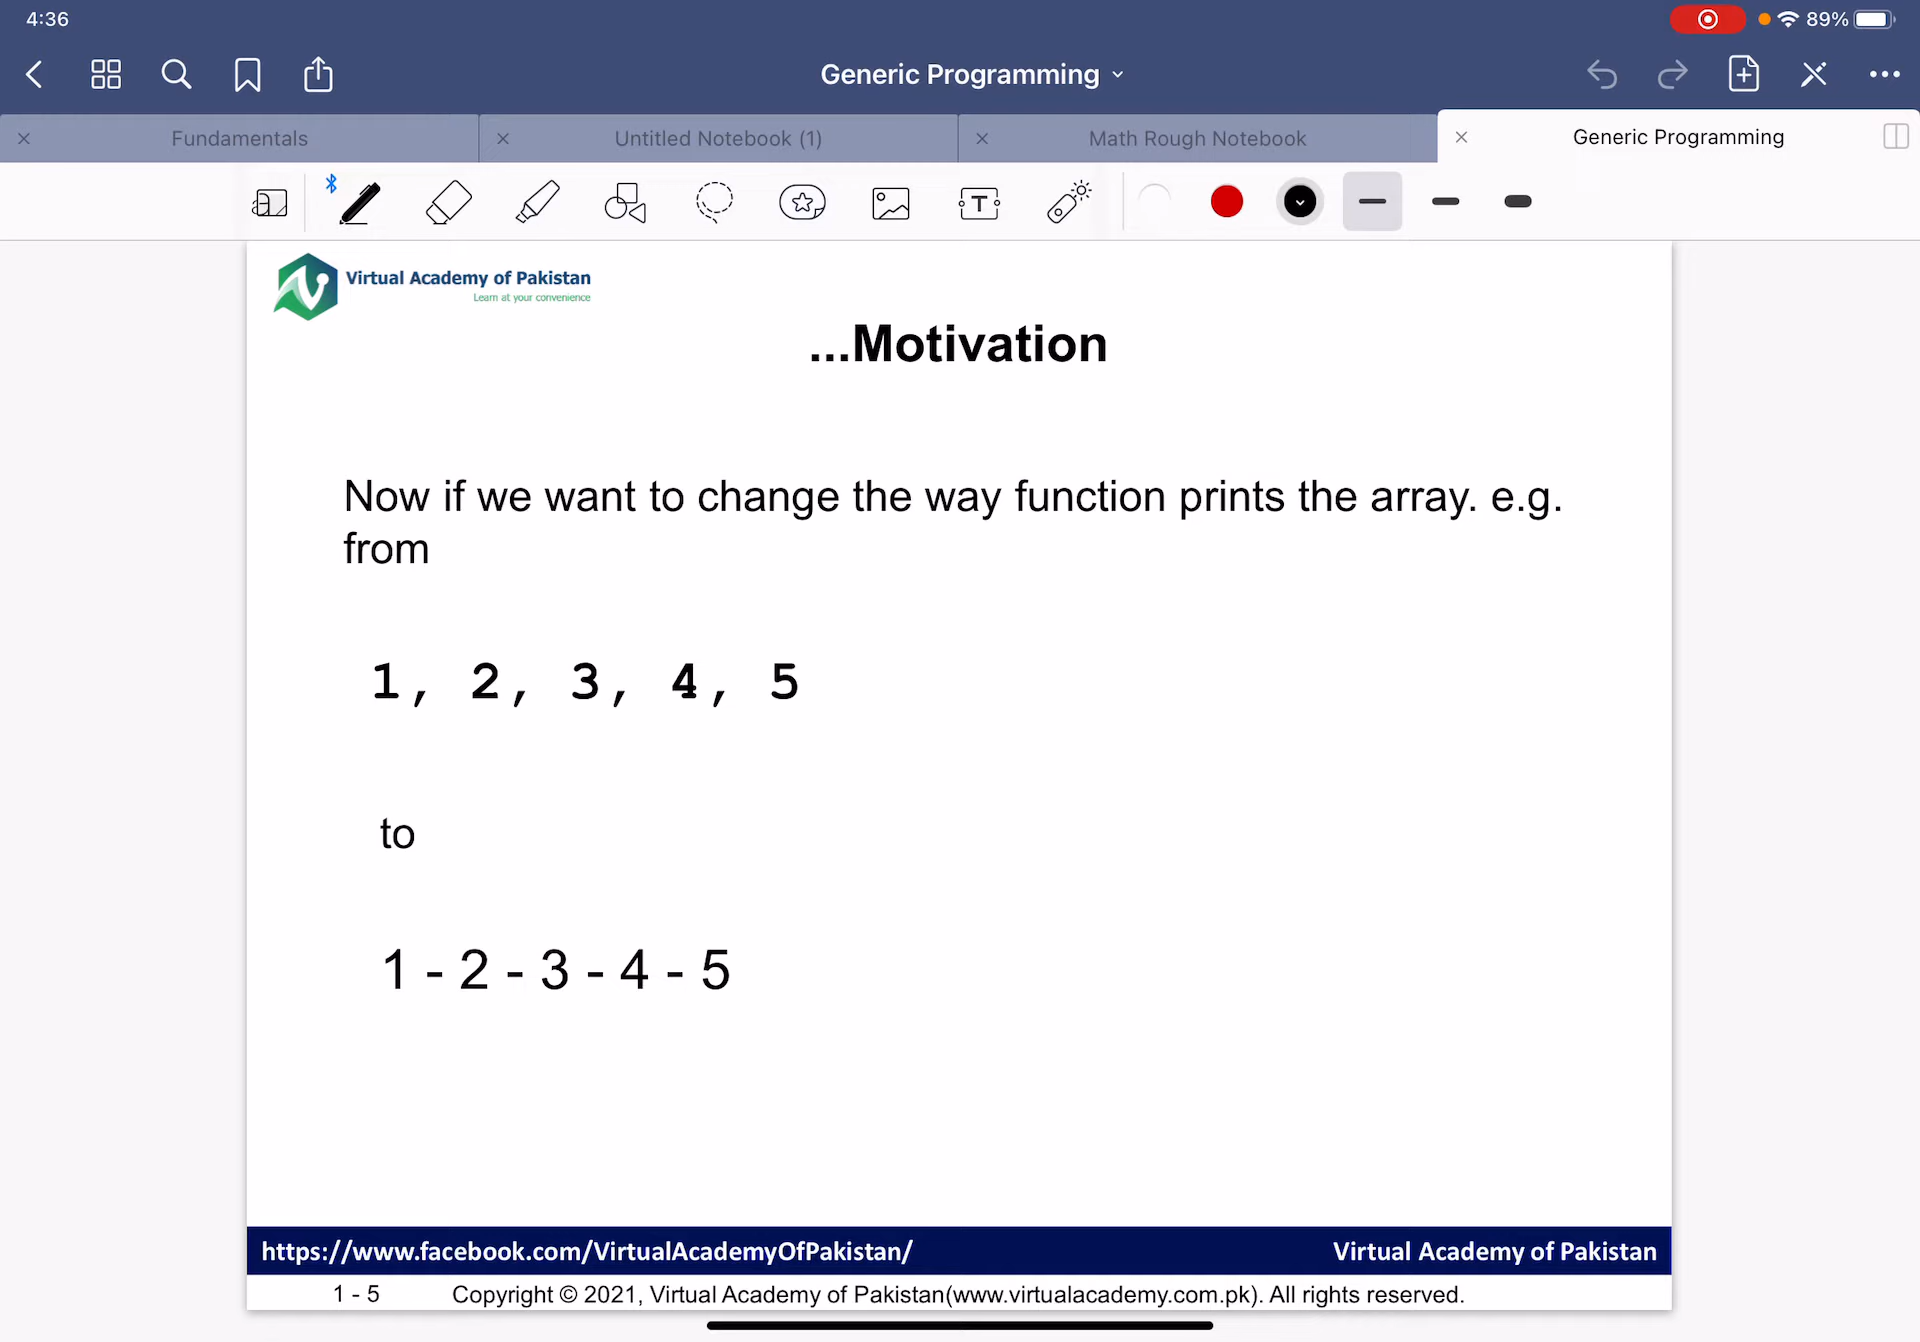 4:36
89%
Generic Programming
Fundamentals
Untitled Notebook (1)
Math Rough Notebook
Generic Programming
Virtual Academy of Pakistan
Learn at your convenience
...Motivation
Now if we want to change the way function prints the array. e.g.
from
1, 2, 3, 4, 5
to
1 - 2 - 3 - 4 - 5
https://www.facebook.com/VirtualAcademyOfPakistan/
Virtual Academy of Pakistan
1 - 5
Copyright © 2021, Virtual Academy of Pakistan(www.virtualacademy.com.pk). All rights reserved.